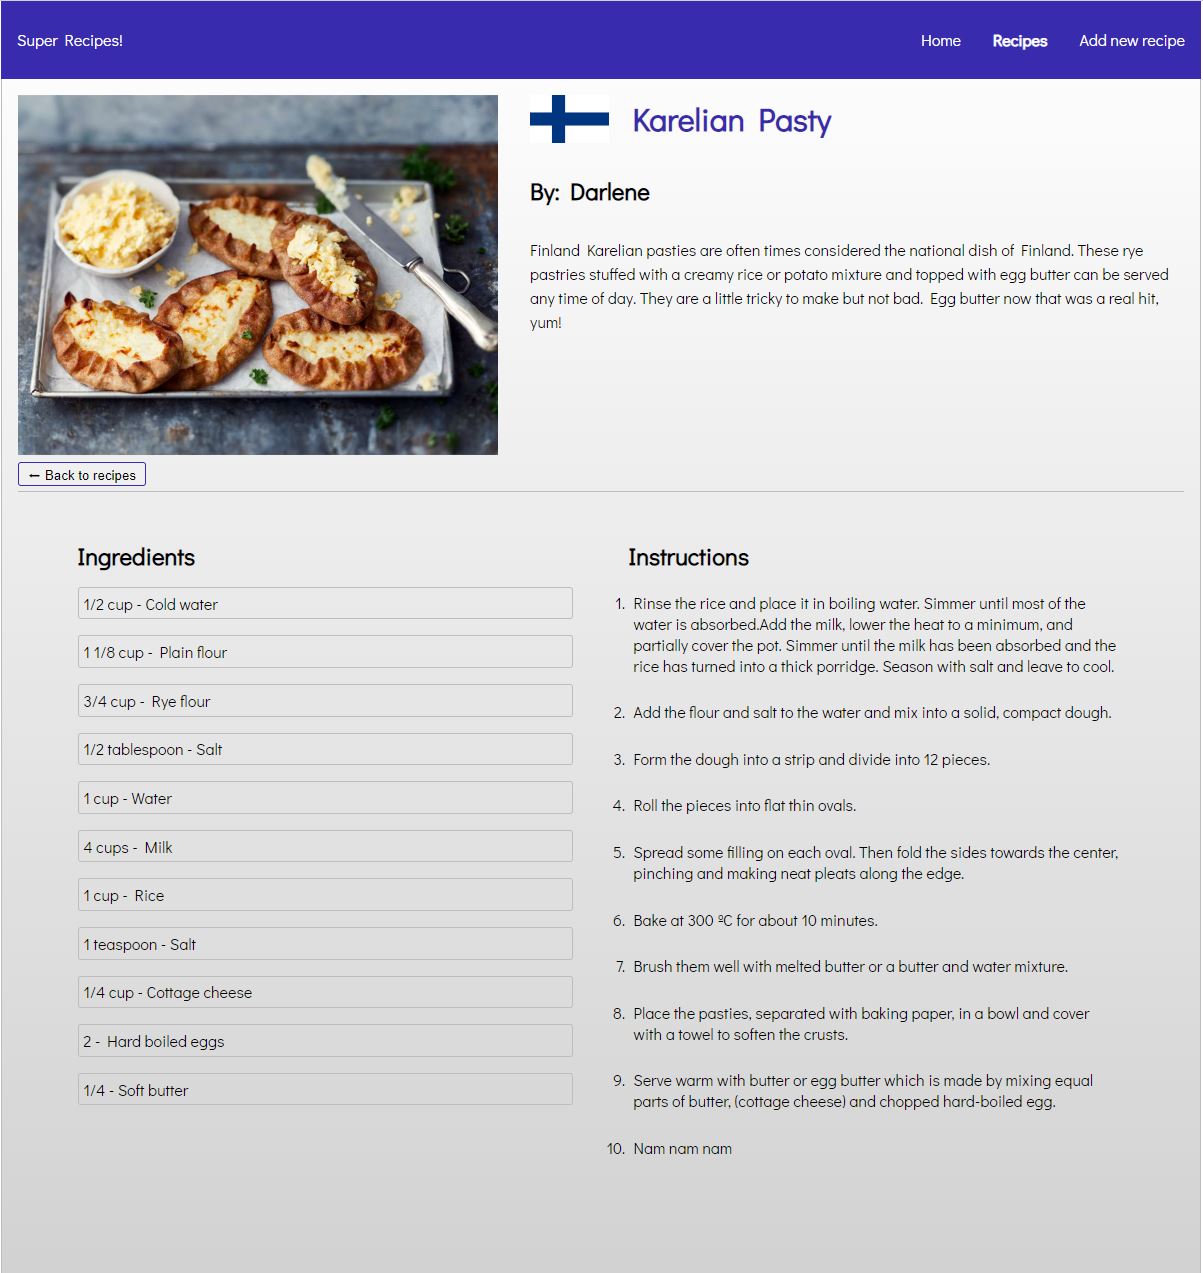 Super Recipes!
Home
Recipes
Add new recipe
Karelian Pasty
By: Darlene
Finland Karelian pasties are often times considered the national dish of Finland. These rye
pastries stuffed with a creamy rice or potato mixture and topped with egg butter can be served
any time of day. They are a little tricky to make but not bad. Egg butter now that was a real hit,
yum!
← Back to recipes
Ingredients
1/2 cup - Cold water
1 1/8 cup - Plain flour
3/4 cup - Rye flour
1/2 tablespoon - Salt
1 cup - Water
4 cups - Milk
1 cup - Rice
1 teaspoon - Salt
1/4 cup - Cottage cheese
2 - Hard boiled eggs
1/4 - Soft butter
Instructions
1. Rinse the rice and place it in boiling water. Simmer until most of the
water is absorbed.Add the milk, lower the heat to a minimum, and
partially cover the pot. Simmer until the milk has been absorbed and the
rice has turned into a thick porridge. Season with salt and leave to cool.
2. Add the flour and salt to the water and mix into a solid, compact dough.
3. Form the dough into a strip and divide into 12 pieces.
4. Roll the pieces into flat thin ovals.
5. Spread some filling on each oval. Then fold the sides towards the center,
pinching and making neat pleats along the edge.
6. Bake at 300 ºC for about 10 minutes.
7. Brush them well with melted butter or a butter and water mixture.
8. Place the pasties, separated with baking paper, in a bowl and cover
with a towel to soften the crusts.
9. Serve warm with butter or egg butter which is made by mixing equal
parts of butter, (cottage cheese) and chopped hard-boiled egg.
10. Nam nam nam